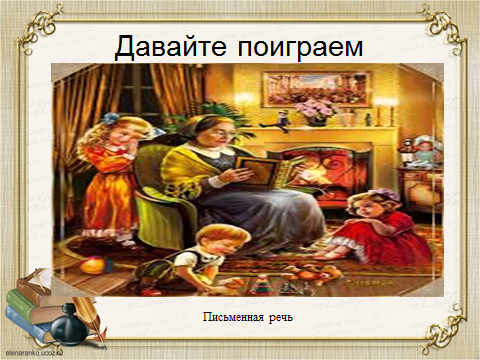 Давайте поиграем
Письменная речь
elenaranko.ucoz.ru